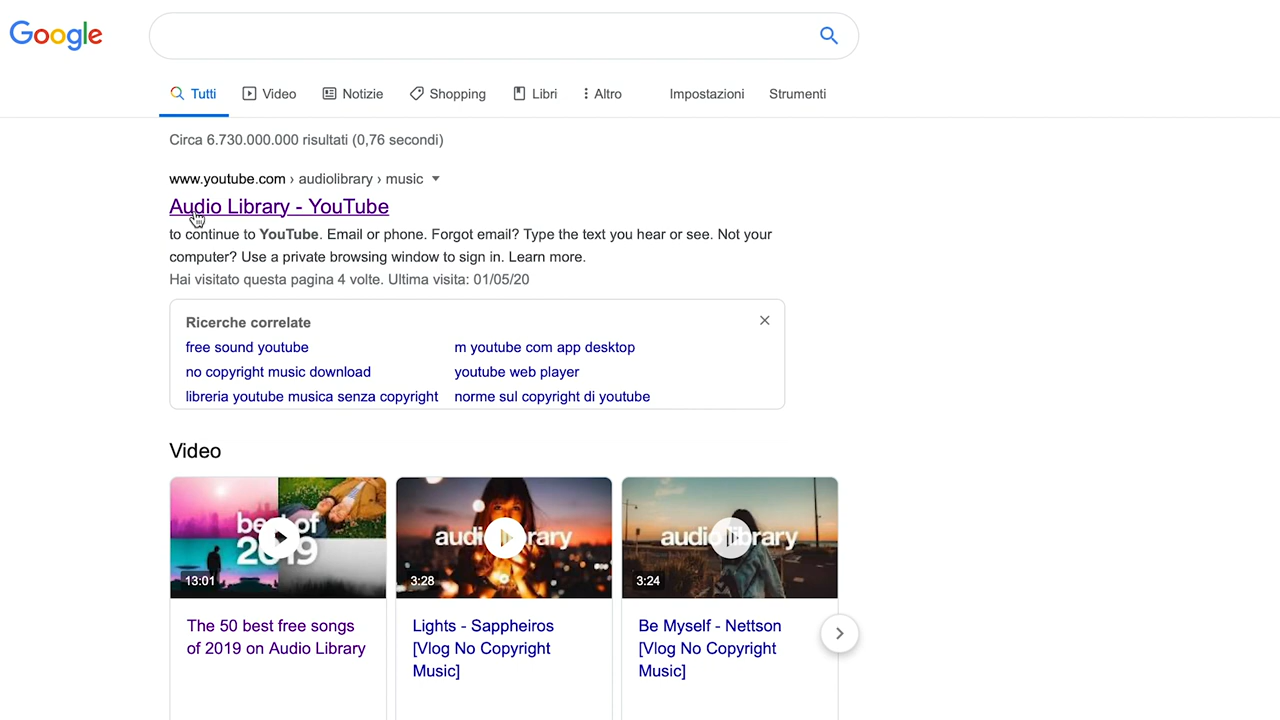 Google
Tutti Video Notizie Shopping Libri Altro Impostazioni Strumenti
Circa 6.730.000.000 risultati (0,76 secondi)
www.youtube.com › audiolibrary › music
Audio Library - YouTube
to continue to YouTube. Email or phone. Forgot email? Type the text you hear or see. Not your
computer? Use a private browsing window to sign in. Learn more.
Hai visitato questa pagina 4 volte. Ultima visita: 01/05/20
Ricerche correlate
free sound youtube
m youtube com app desktop
no copyright music download
youtube web player
libreria youtube musica senza copyright
norme sul copyright di youtube
Video
best of
2019
13:01
audiolibrary
3:28
audiolibrary
3:24
The 50 best free songs
of 2019 on Audio Library
Lights - Sappheiros
[Vlog No Copyright
Music]
Be Myself - Nettson
[Vlog No Copyright
Music]